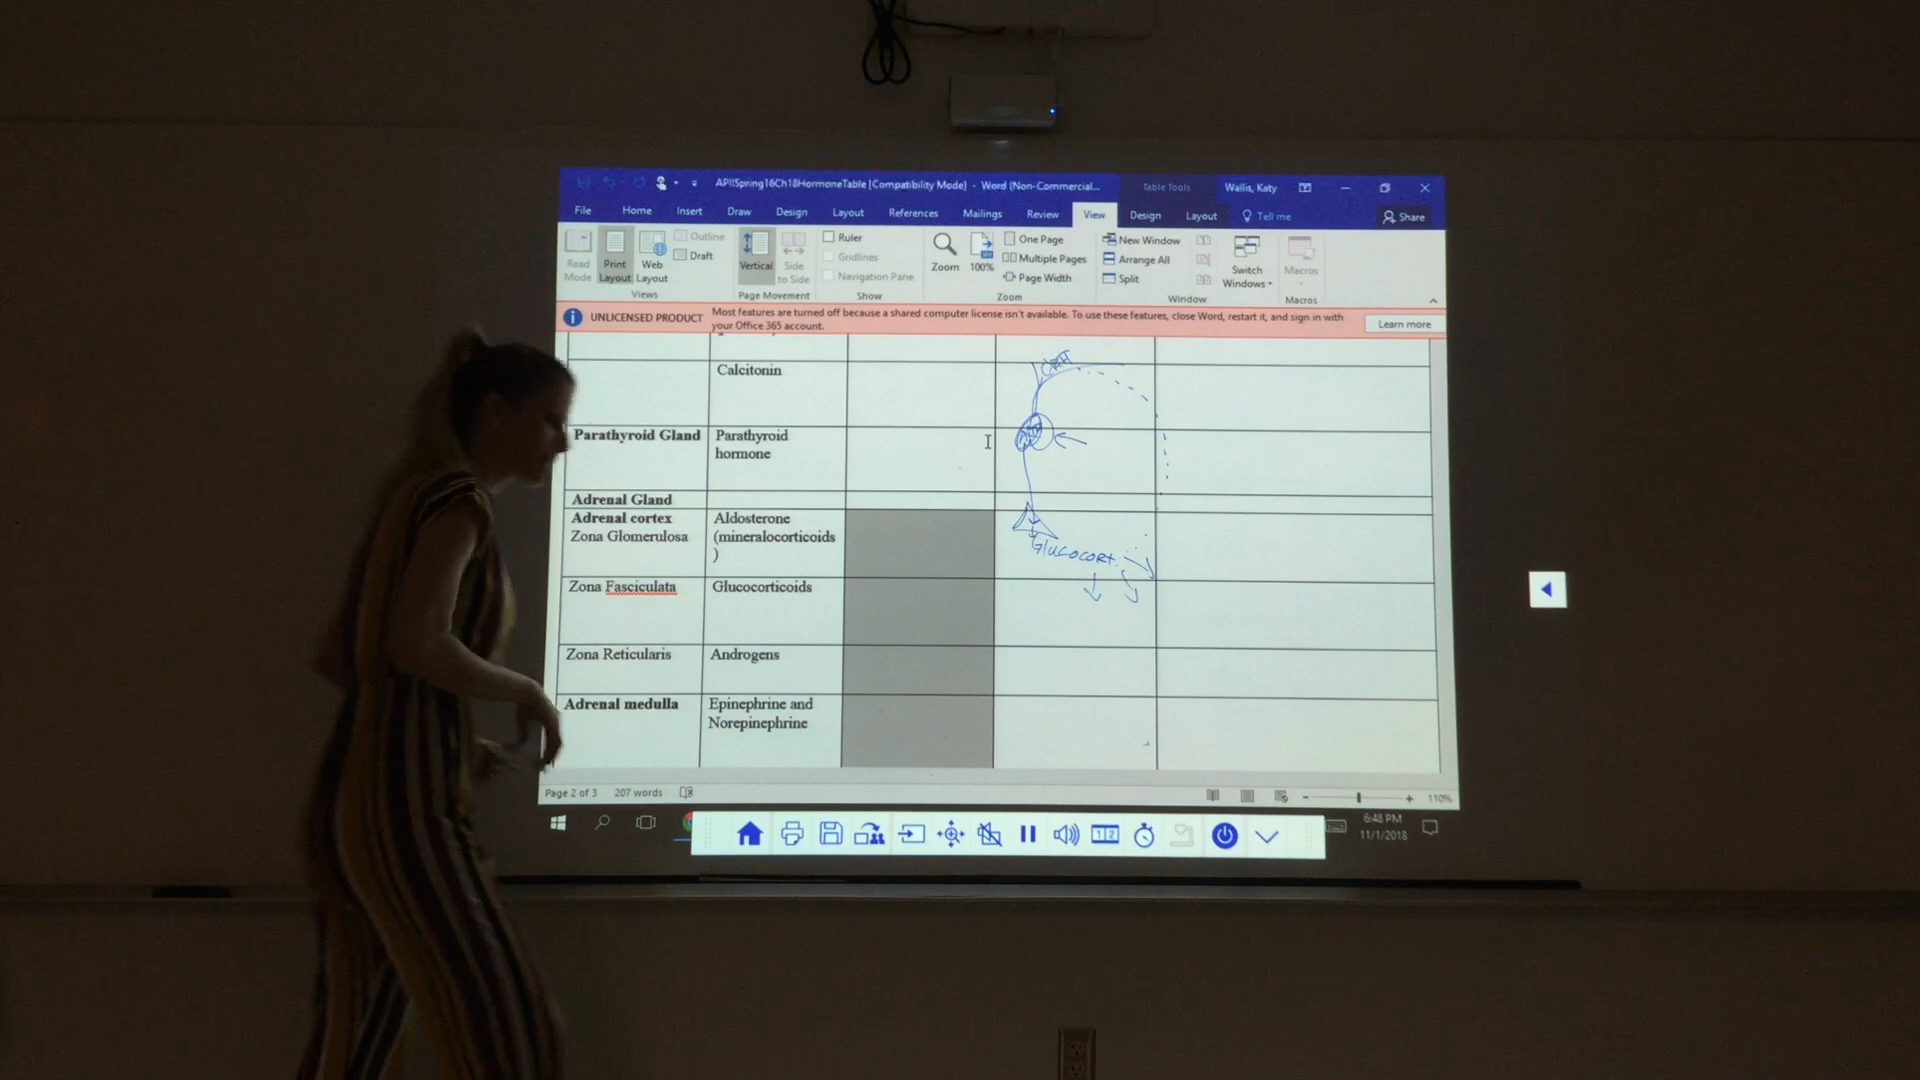 APIISpring16Ch18HormoneTable [Compatibility Mode] - Word (Non-Commercial...
Table Tools
Wallis, Katy
File Home Insert Draw Design Layout References Mailings Review View Design Layout Tell me Share
Read Mode
Print Layout
Web Layout
Outline
Draft
Views
Vertical
Side to Side
Page Movement
Ruler
Gridlines
Navigation Pane
Show
Zoom
100%
One Page
Multiple Pages
Page Width
Zoom
New Window
Arrange All
Split
Switch Windows
Window
Macros
Macros
UNLICENSED PRODUCT
Most features are turned off because a shared computer license isn't available. To use these features, close Word, restart it, and sign in with
your Office 365 account.
Learn more
Calcitonin
CRH
Parathyroid Gland
Parathyroid
hormone
Adrenal Gland
Adrenal cortex
Zona Glomerulosa
Aldosterone
(mineralocorticoids
)
Glucocort.
Zona Fasciculata
Glucocorticoids
Zona Reticularis
Androgens
Adrenal medulla
Epinephrine and
Norepinephrine
Page 2 of 3 207 words
110%
1 2
6:48 PM
11/1/2018